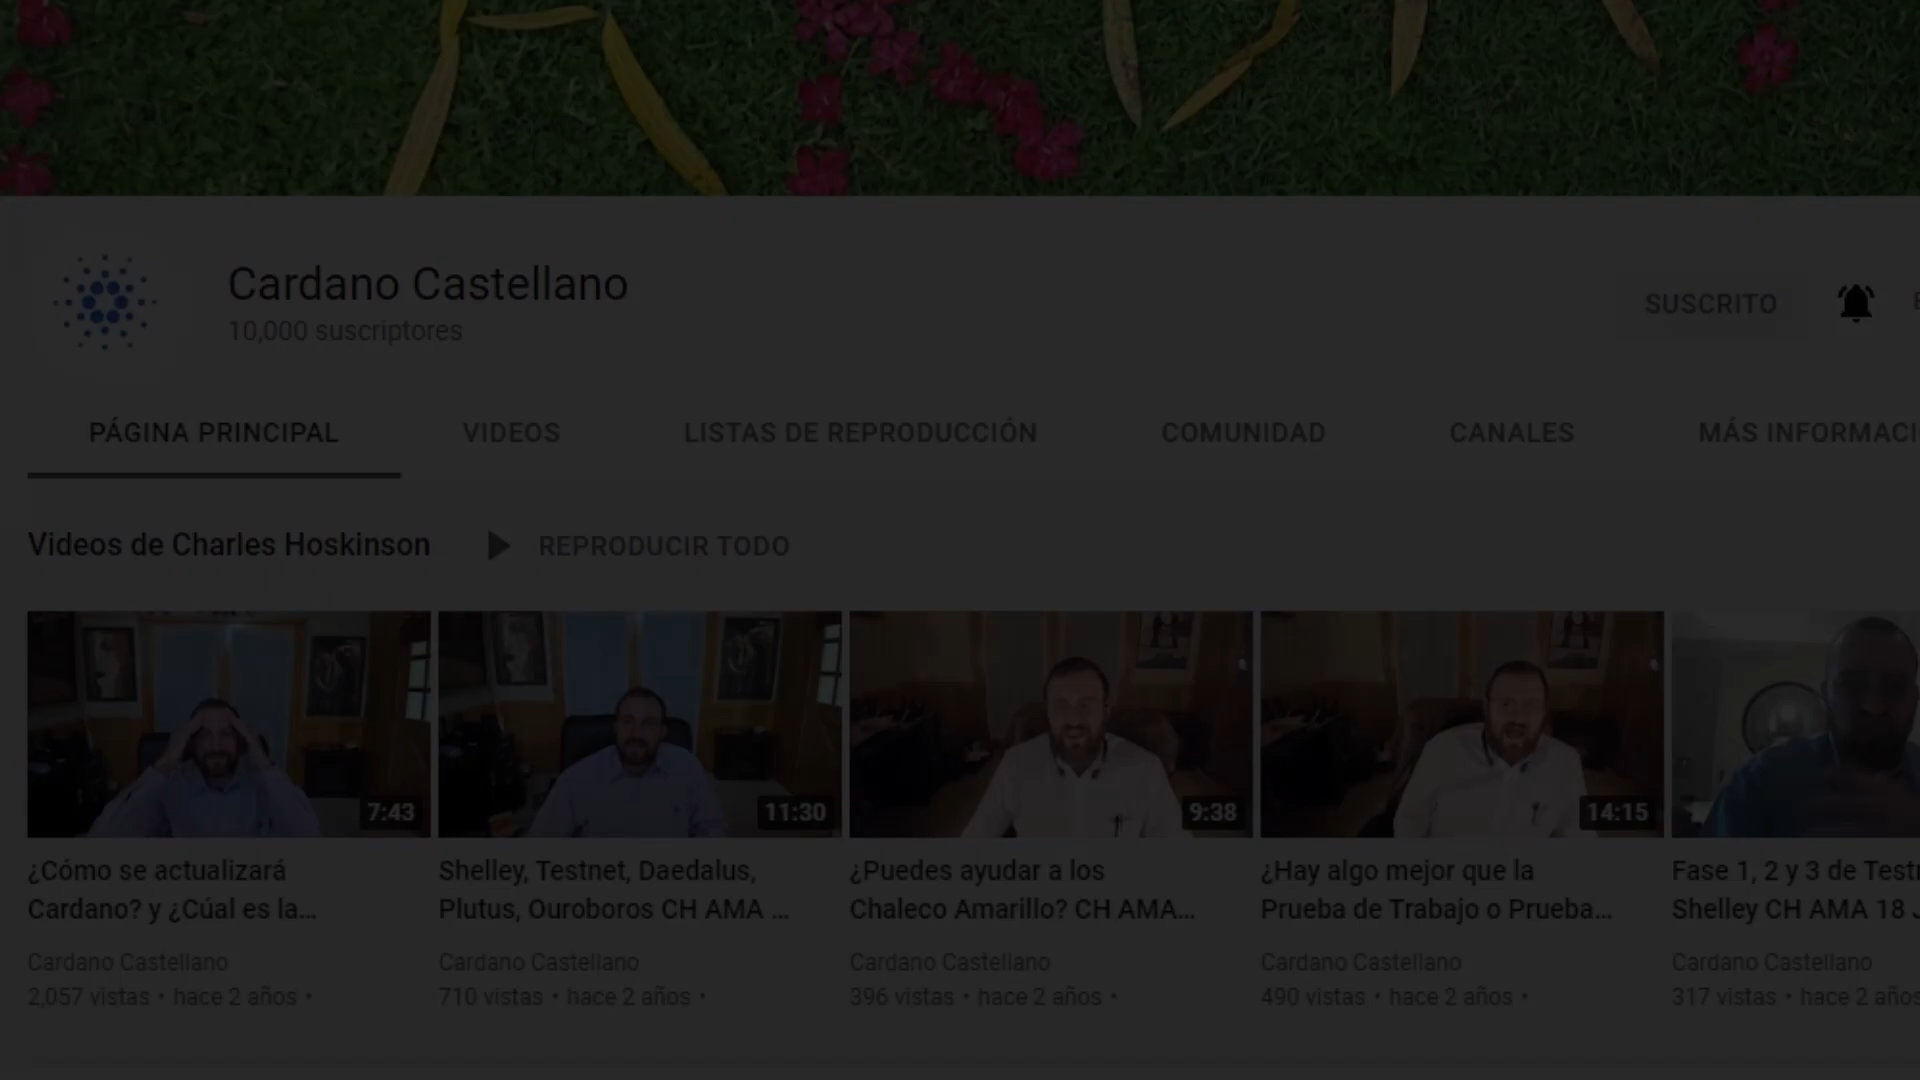 Cardano Castellano
10,000 suscriptores
SUSCRITO
PÁGINA PRINCIPAL
VIDEOS
LISTAS DE REPRODUCCIÓN
COMUNIDAD
CANALES
MÁS INFORMACI
Videos de Charles Hoskinson
REPRODUCIR TODO
7:43
11:30
9:38
14:15
¿Cómo se actualizará
Cardano? y ¿Cúal es la...
Cardano Castellano
2,057 vistas • hace 2 años •
Shelley, Testnet, Daedalus,
Plutus, Ouroboros CH AMA ...
Cardano Castellano
710 vistas • hace 2 años •
¿Puedes ayudar a los
Chaleco Amarillo? CH AMA...
Cardano Castellano
396 vistas • hace 2 años •
¿Hay algo mejor que la
Prueba de Trabajo o Prueba...
Cardano Castellano
490 vistas • hace 2 años •
Fase 1, 2 y 3 de Testn
Shelley CH AMA 18 J
Cardano Castellano
317 vistas • hace 2 años